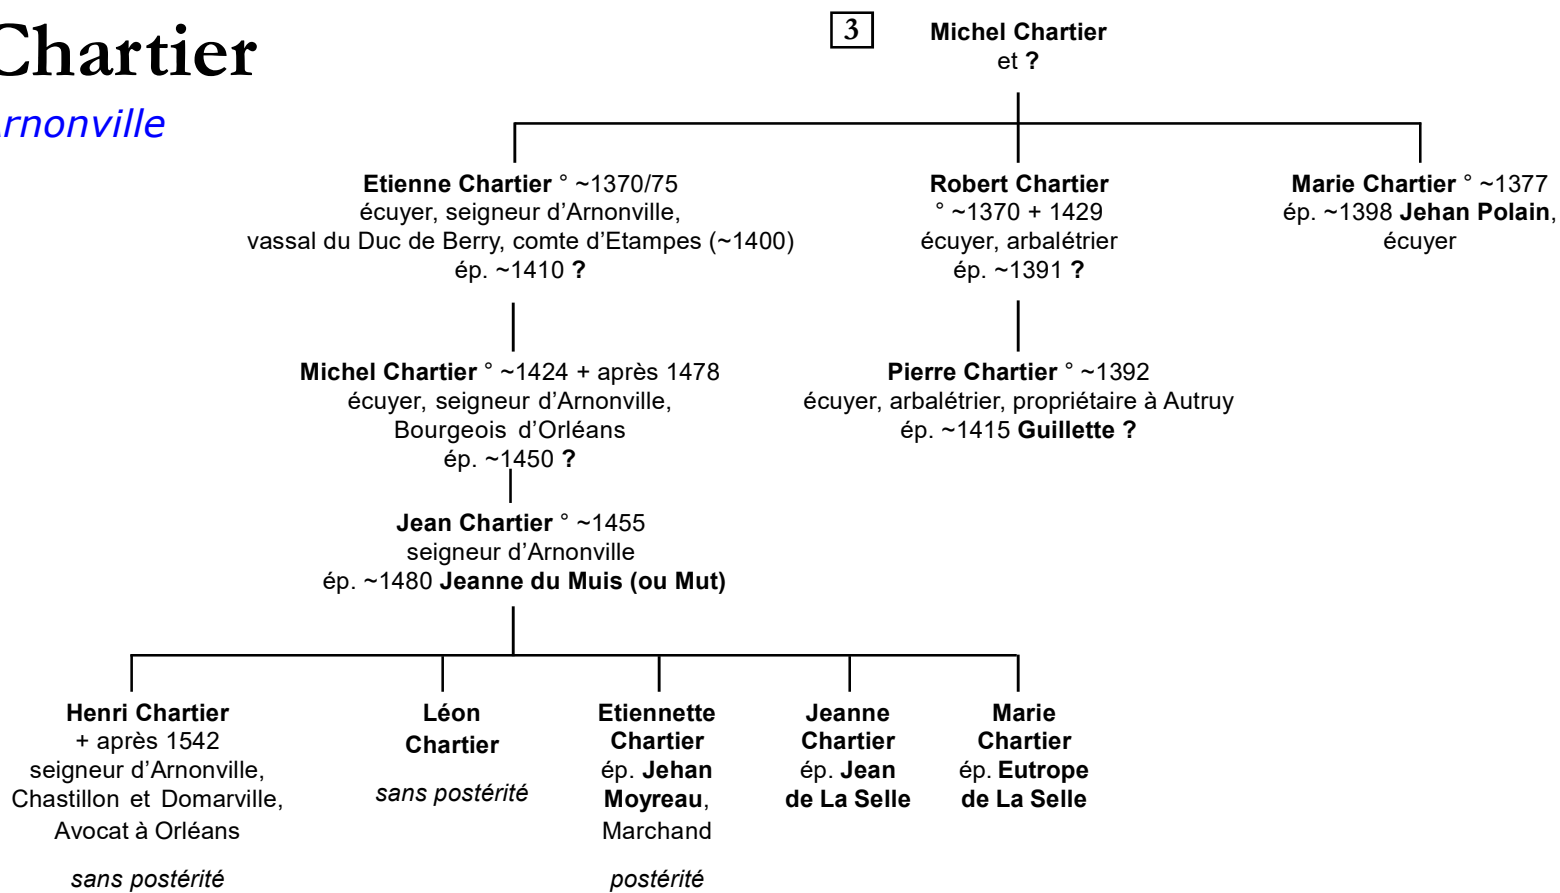 Chartier
Arnonville
3
Michel Chartier
et ?
Etienne Chartier ° ~1370/75
écuyer, seigneur d’Arnonville,
vassal du Duc de Berry, comte d’Etampes (~1400)
ép. ~1410 ?
Robert Chartier
° ~1370 + 1429
écuyer, arbalétrier
ép. ~1391 ?
Marie Chartier ° ~1377
ép. ~1398 Jehan Polain,
écuyer
Michel Chartier ° ~1424 + après 1478
écuyer, seigneur d’Arnonville,
Bourgeois d’Orléans
ép. ~1450 ?
Pierre Chartier ° ~1392
écuyer, arbalétrier, propriétaire à Autruy
ép. ~1415 Guillette ?
Jean Chartier ° ~1455
seigneur d’Arnonville
ép. ~1480 Jeanne du Muis (ou Mut)
Henri Chartier
+ après 1542
seigneur d’Arnonville,
Chastillon et Domarville,
Avocat à Orléans
sans postérité
Léon
Chartier
sans postérité
Etiennette
Chartier
ép. Jehan
Moyreau,
Marchand
postérité
Jeanne
Chartier
ép. Jean
de La Selle
Marie
Chartier
ép. Eutrope
de La Selle